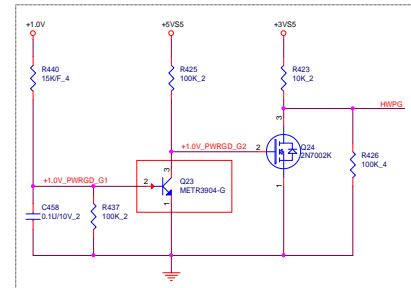 +1.0V
+5VS5
+3VS5
R440
15K/F_4
R425
100K_2
R423
10K_2
HWPG
3
+1.0V_PWRGD_G2
2
Q24
2N7002K
3
+1.0V_PWRGD_G1
2
Q23
METR3904-G
1
1
R426
100K_4
C458
0.1U/10V_2
R437
100K_2